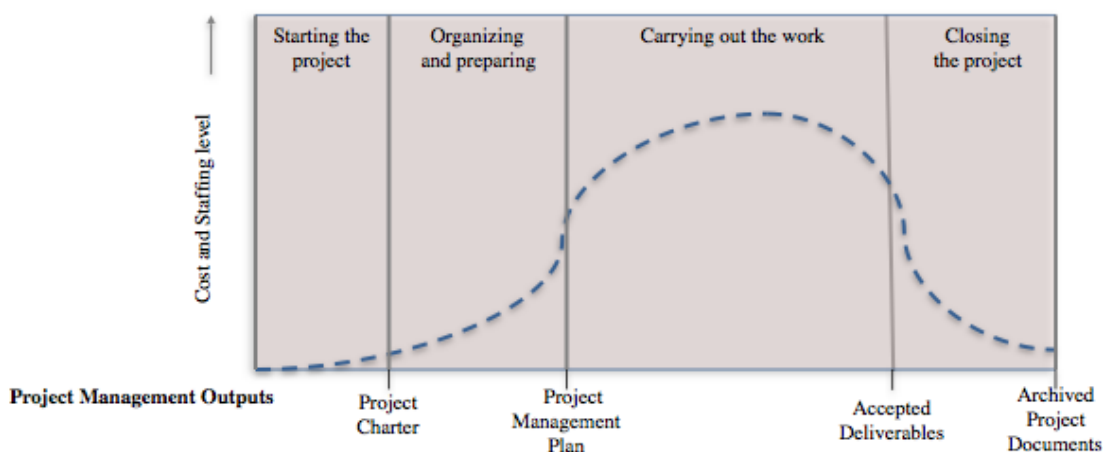 Starting the
project
Organizing
and preparing
Carrying out the work
Closing
the project
Cost and Staffing level
Project Management Outputs
Project
Charter
Project
Management
Plan
Accepted
Deliverables
Archived
Project
Documents